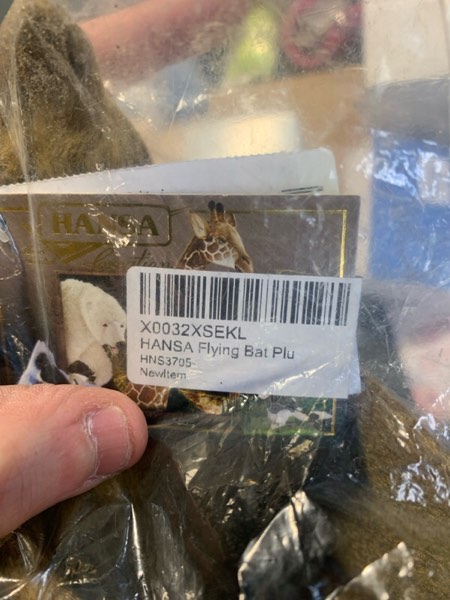 HANSA
X0032XSEKL
HANSA Flying Bat Plu
HNS3705-
NewItem